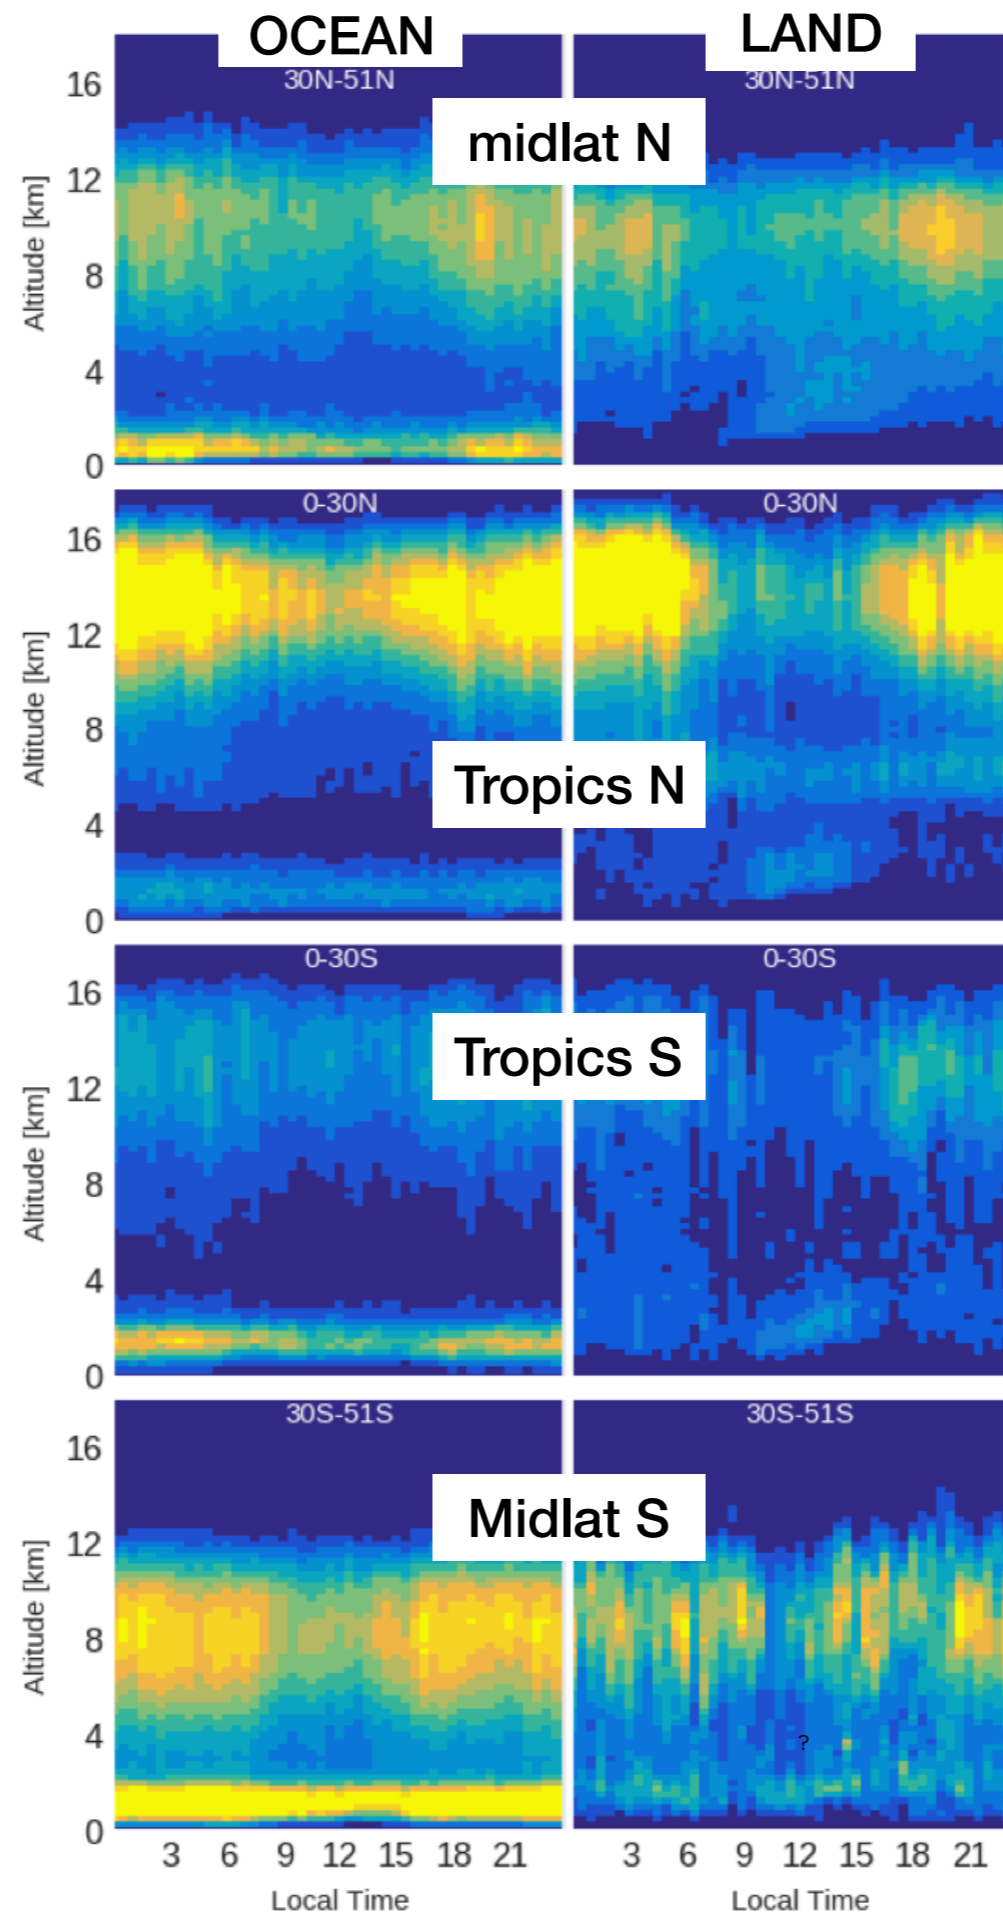 OCEAN
LAND
30N-51N
30N-51N
midlat N
Altitude [km]
16
12
8
4
0
0-30N
0-30N
Tropics N
Altitude [km]
16
12
8
4
0
0-30S
0-30S
Tropics S
Altitude [km]
16
12
8
4
0
30S-51S
30S-51S
Midlat S
Altitude [km]
16
12
8
4
0
?
3 6 9 12 15 18 21
3 6 9 12 15 18 21
Local Time
Local Time